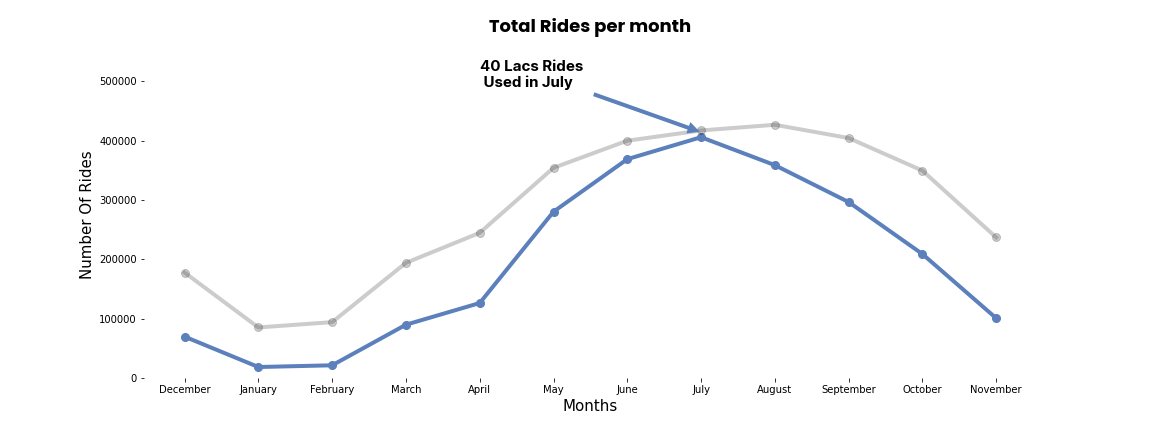 Total Rides per month
40 Lacs Rides
Used in July
Number Of Rides
500000
400000
300000
200000
100000
0
December January February March April May June July August September October November
Months